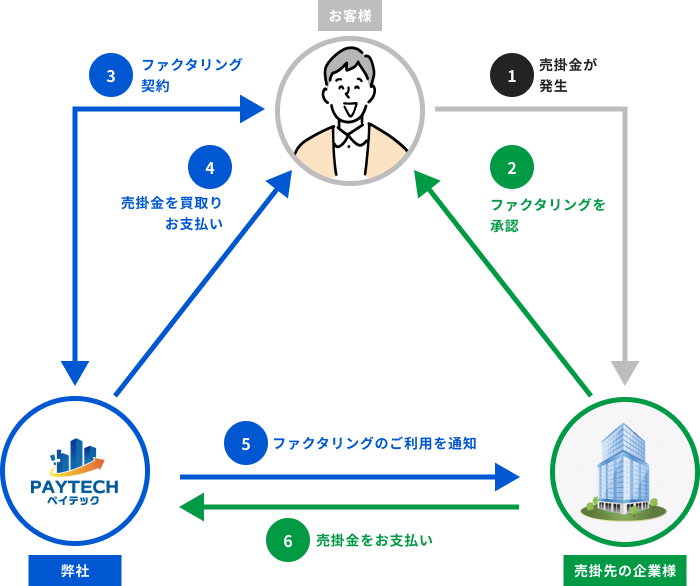 お客様
3
ファクタリング
契約
1
売掛金が
発生
4
売掛金を買取り
お支払い
2
ファクタリングを
承認
5
ファクタリングのご利用を通知
PAYTECH
ペイテック
6
売掛金をお支払い
弊社
売掛先の企業様